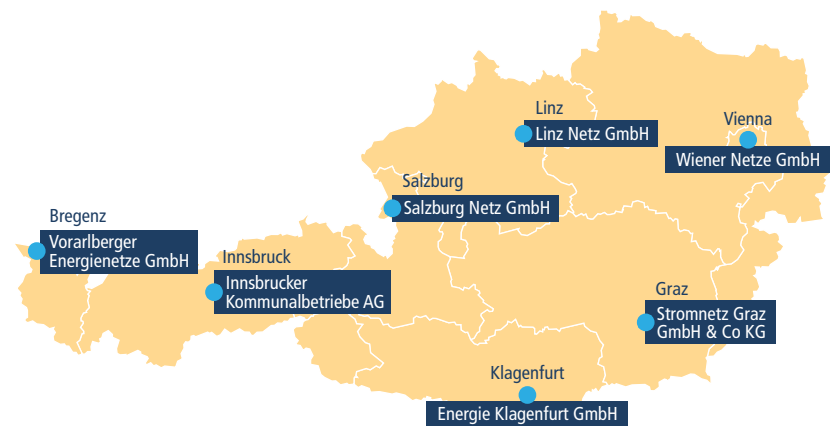 Linz
Linz Netz GmbH
Vienna
Wiener Netze GmbH
Salzburg
Salzburg Netz GmbH
Bregenz
Vorarlberger
Energienetze GmbH
Innsbruck
Innsbrucker
Kommunalbetriebe AG
Graz
Stromnetz Graz
GmbH & Co KG
Klagenfurt
Energie Klagenfurt GmbH